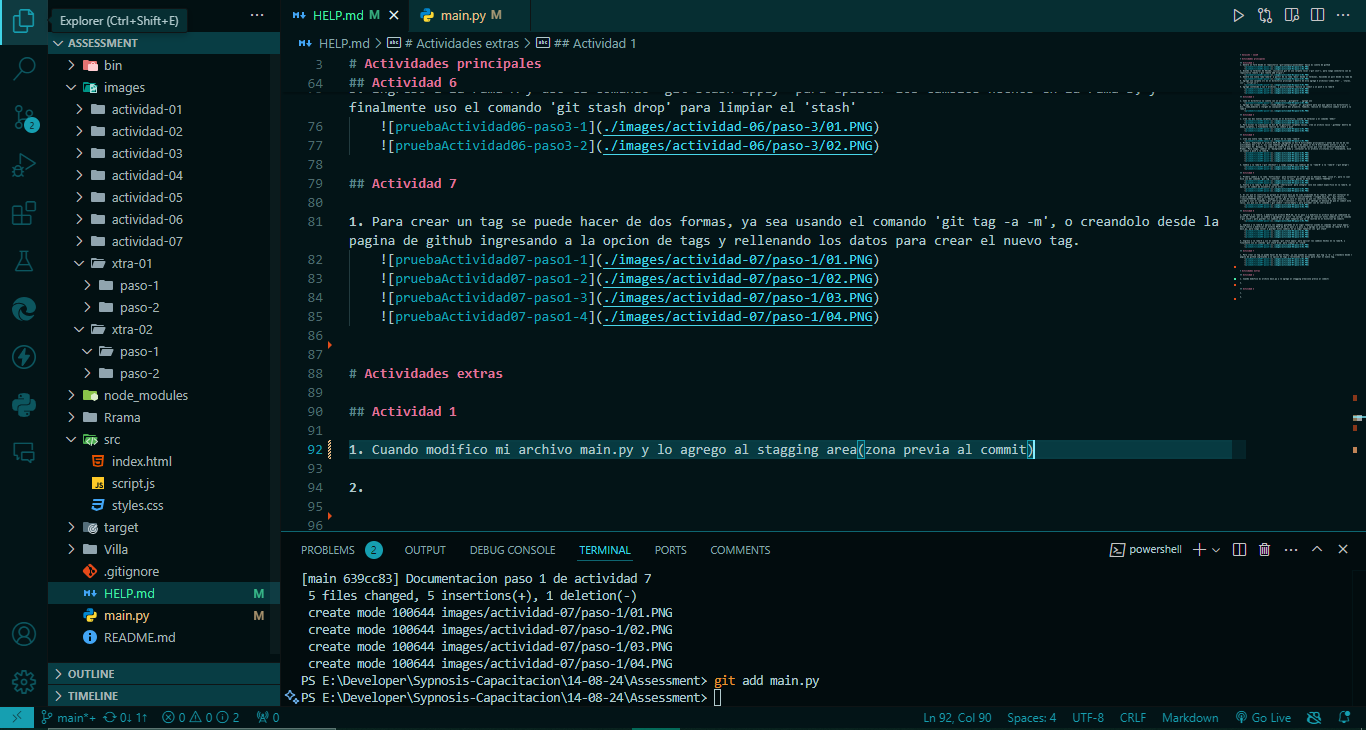 Explorer (Ctrl+Shift+E)
ASSESSMENT
bin
images
actividad-01
actividad-02
actividad-03
actividad-04
actividad-05
actividad-06
actividad-07
xtra-01
paso-1
paso-2
xtra-02
paso-1
paso-2
node_modules
Rrama
src
index.html
script.js
styles.css
target
Villa
.gitignore
HELP.md M
main.py M
README.md
OUTLINE
TIMELINE
HELP.md M
main.py M
HELP.md > # Actividades extras > ## Actividad 1
3 # Actividades principales
64 ## Actividad 6
finalmente uso el comando 'git stash drop' para limpiar el 'stash'
76 ![pruebaActividad06-paso3-1](./images/actividad-06/paso-3/01.PNG)
77 ![pruebaActividad06-paso3-2](./images/actividad-06/paso-3/02.PNG)
78
79 ## Actividad 7
80
81 1. Para crear un tag se puede hacer de dos formas, ya sea usando el comando 'git tag -a -m', o creandolo desde la
pagina de github ingresando a la opcion de tags y rellenando los datos para crear el nuevo tag.
82 ![pruebaActividad07-paso1-1](./images/actividad-07/paso-1/01.PNG)
83 ![pruebaActividad07-paso1-2](./images/actividad-07/paso-1/02.PNG)
84 ![pruebaActividad07-paso1-3](./images/actividad-07/paso-1/03.PNG)
85 ![pruebaActividad07-paso1-4](./images/actividad-07/paso-1/04.PNG)
86
87
88 # Actividades extras
89
90 ## Actividad 1
91
92 1. Cuando modifico mi archivo main.py y lo agrego al stagging area(zona previa al commit)
93
94 2.
95
96
PROBLEMS 2 OUTPUT DEBUG CONSOLE TERMINAL PORTS COMMENTS powershell
[main 639cc83] Documentacion paso 1 de actividad 7
5 files changed, 5 insertions(+), 1 deletion(-)
create mode 100644 images/actividad-07/paso-1/01.PNG
create mode 100644 images/actividad-07/paso-1/02.PNG
create mode 100644 images/actividad-07/paso-1/03.PNG
create mode 100644 images/actividad-07/paso-1/04.PNG
PS E:\Developer\Sypnosis-Capacitacion\14-08-24\Assessment> git add main.py
PS E:\Developer\Sypnosis-Capacitacion\14-08-24\Assessment>
2
main*+ 0↓ 1↑ 0 0 2 0 Ln 92, Col 90 Spaces: 4 UTF-8 CRLF Markdown Go Live